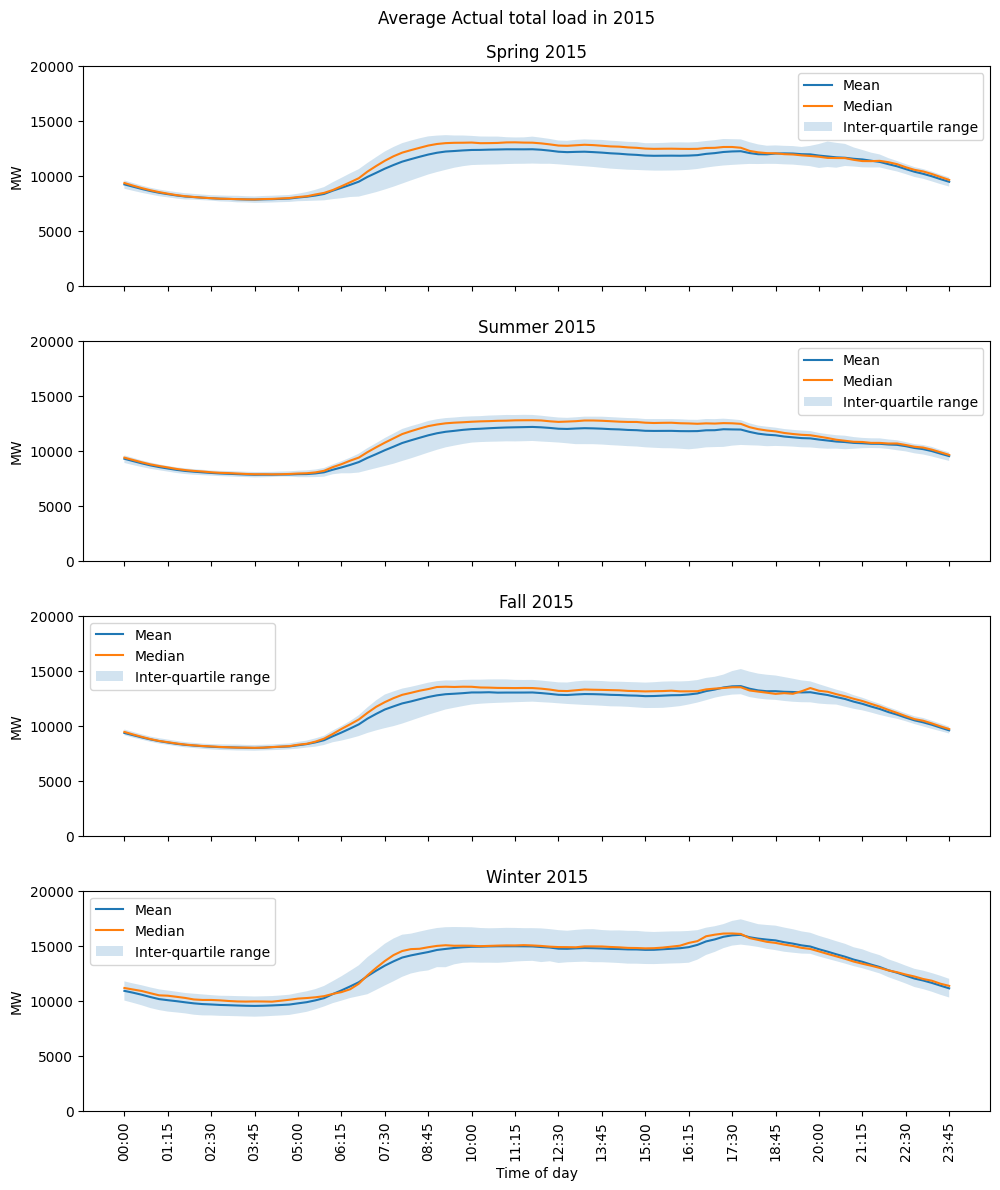 Average Actual total load in 2015
Spring 2015
20000
15000
10000
5000
0
MW
Mean
Median
Inter-quartile range
Summer 2015
20000
15000
10000
5000
0
MW
Mean
Median
Inter-quartile range
Fall 2015
20000
15000
10000
5000
0
MW
Mean
Median
Inter-quartile range
Winter 2015
20000
15000
10000
5000
0
MW
Mean
Median
Inter-quartile range
00:00
01:15
02:30
03:45
05:00
06:15
07:30
08:45
10:00
11:15
12:30
13:45
15:00
16:15
17:30
18:45
20:00
21:15
22:30
23:45
Time of day